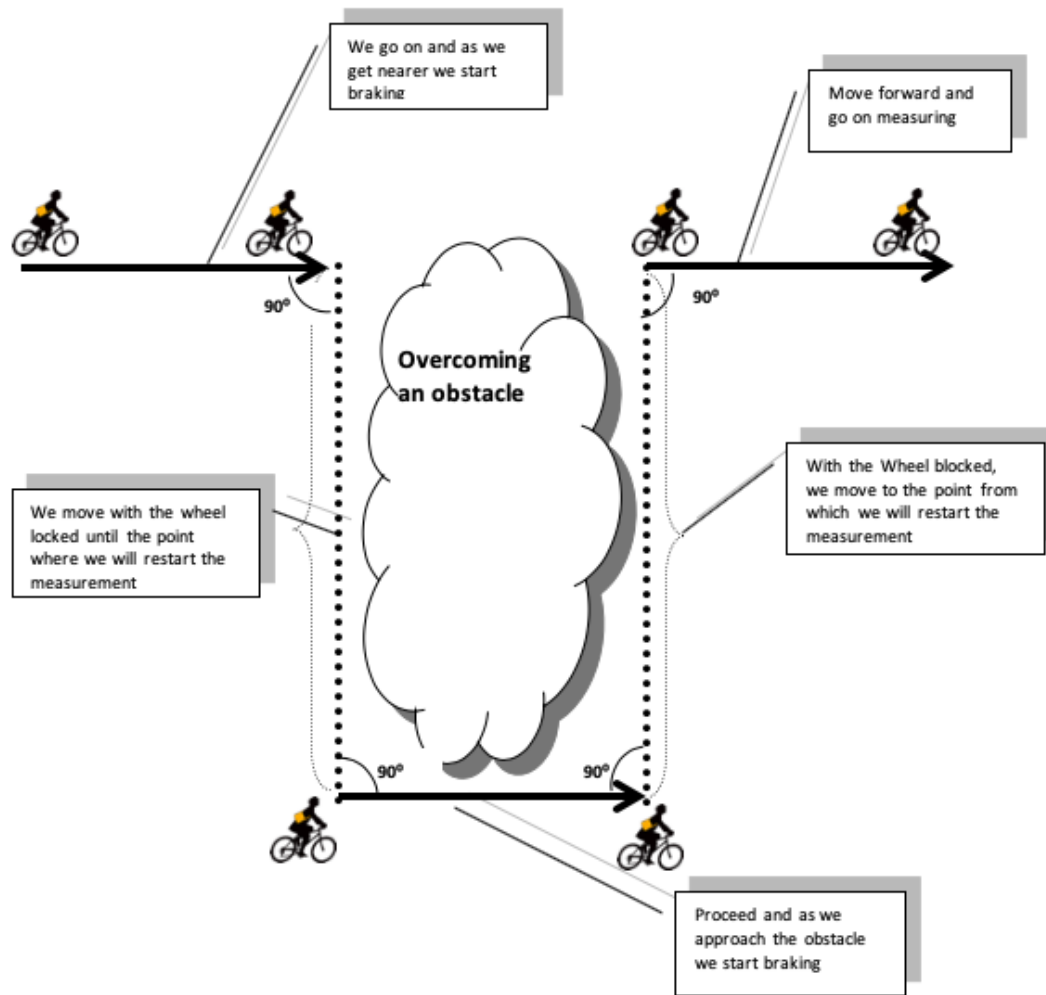 We go on and as we
get nearer we start
braking
Move forward and
go on measuring
90º
90º
Overcoming
an obstacle
We move with the wheel
locked until the point
where we will restart the
measurement
With the Wheel blocked,
we move to the point from
which we will restart the
measurement
90º
90º
Proceed and as we
approach the obstacle
we start braking